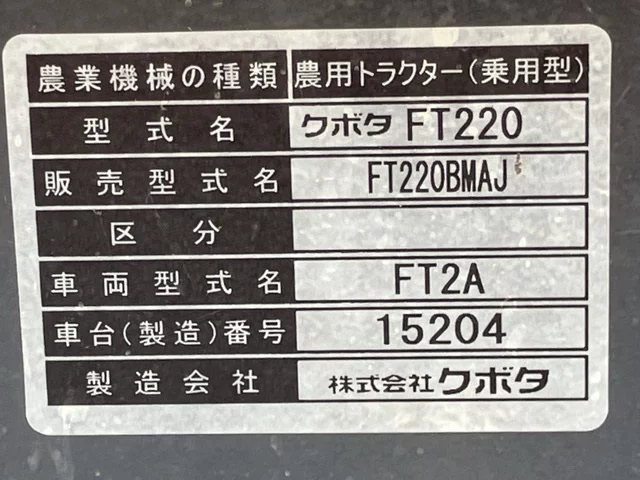 農業機械の種類 農用トラクター(乗用型)
型式名 クボタ FT220
販売型式名 FT220BMAJ
区分
車両型式名 FT2A
車台(製造)番号 15204
製造会社 株式会社クボタ